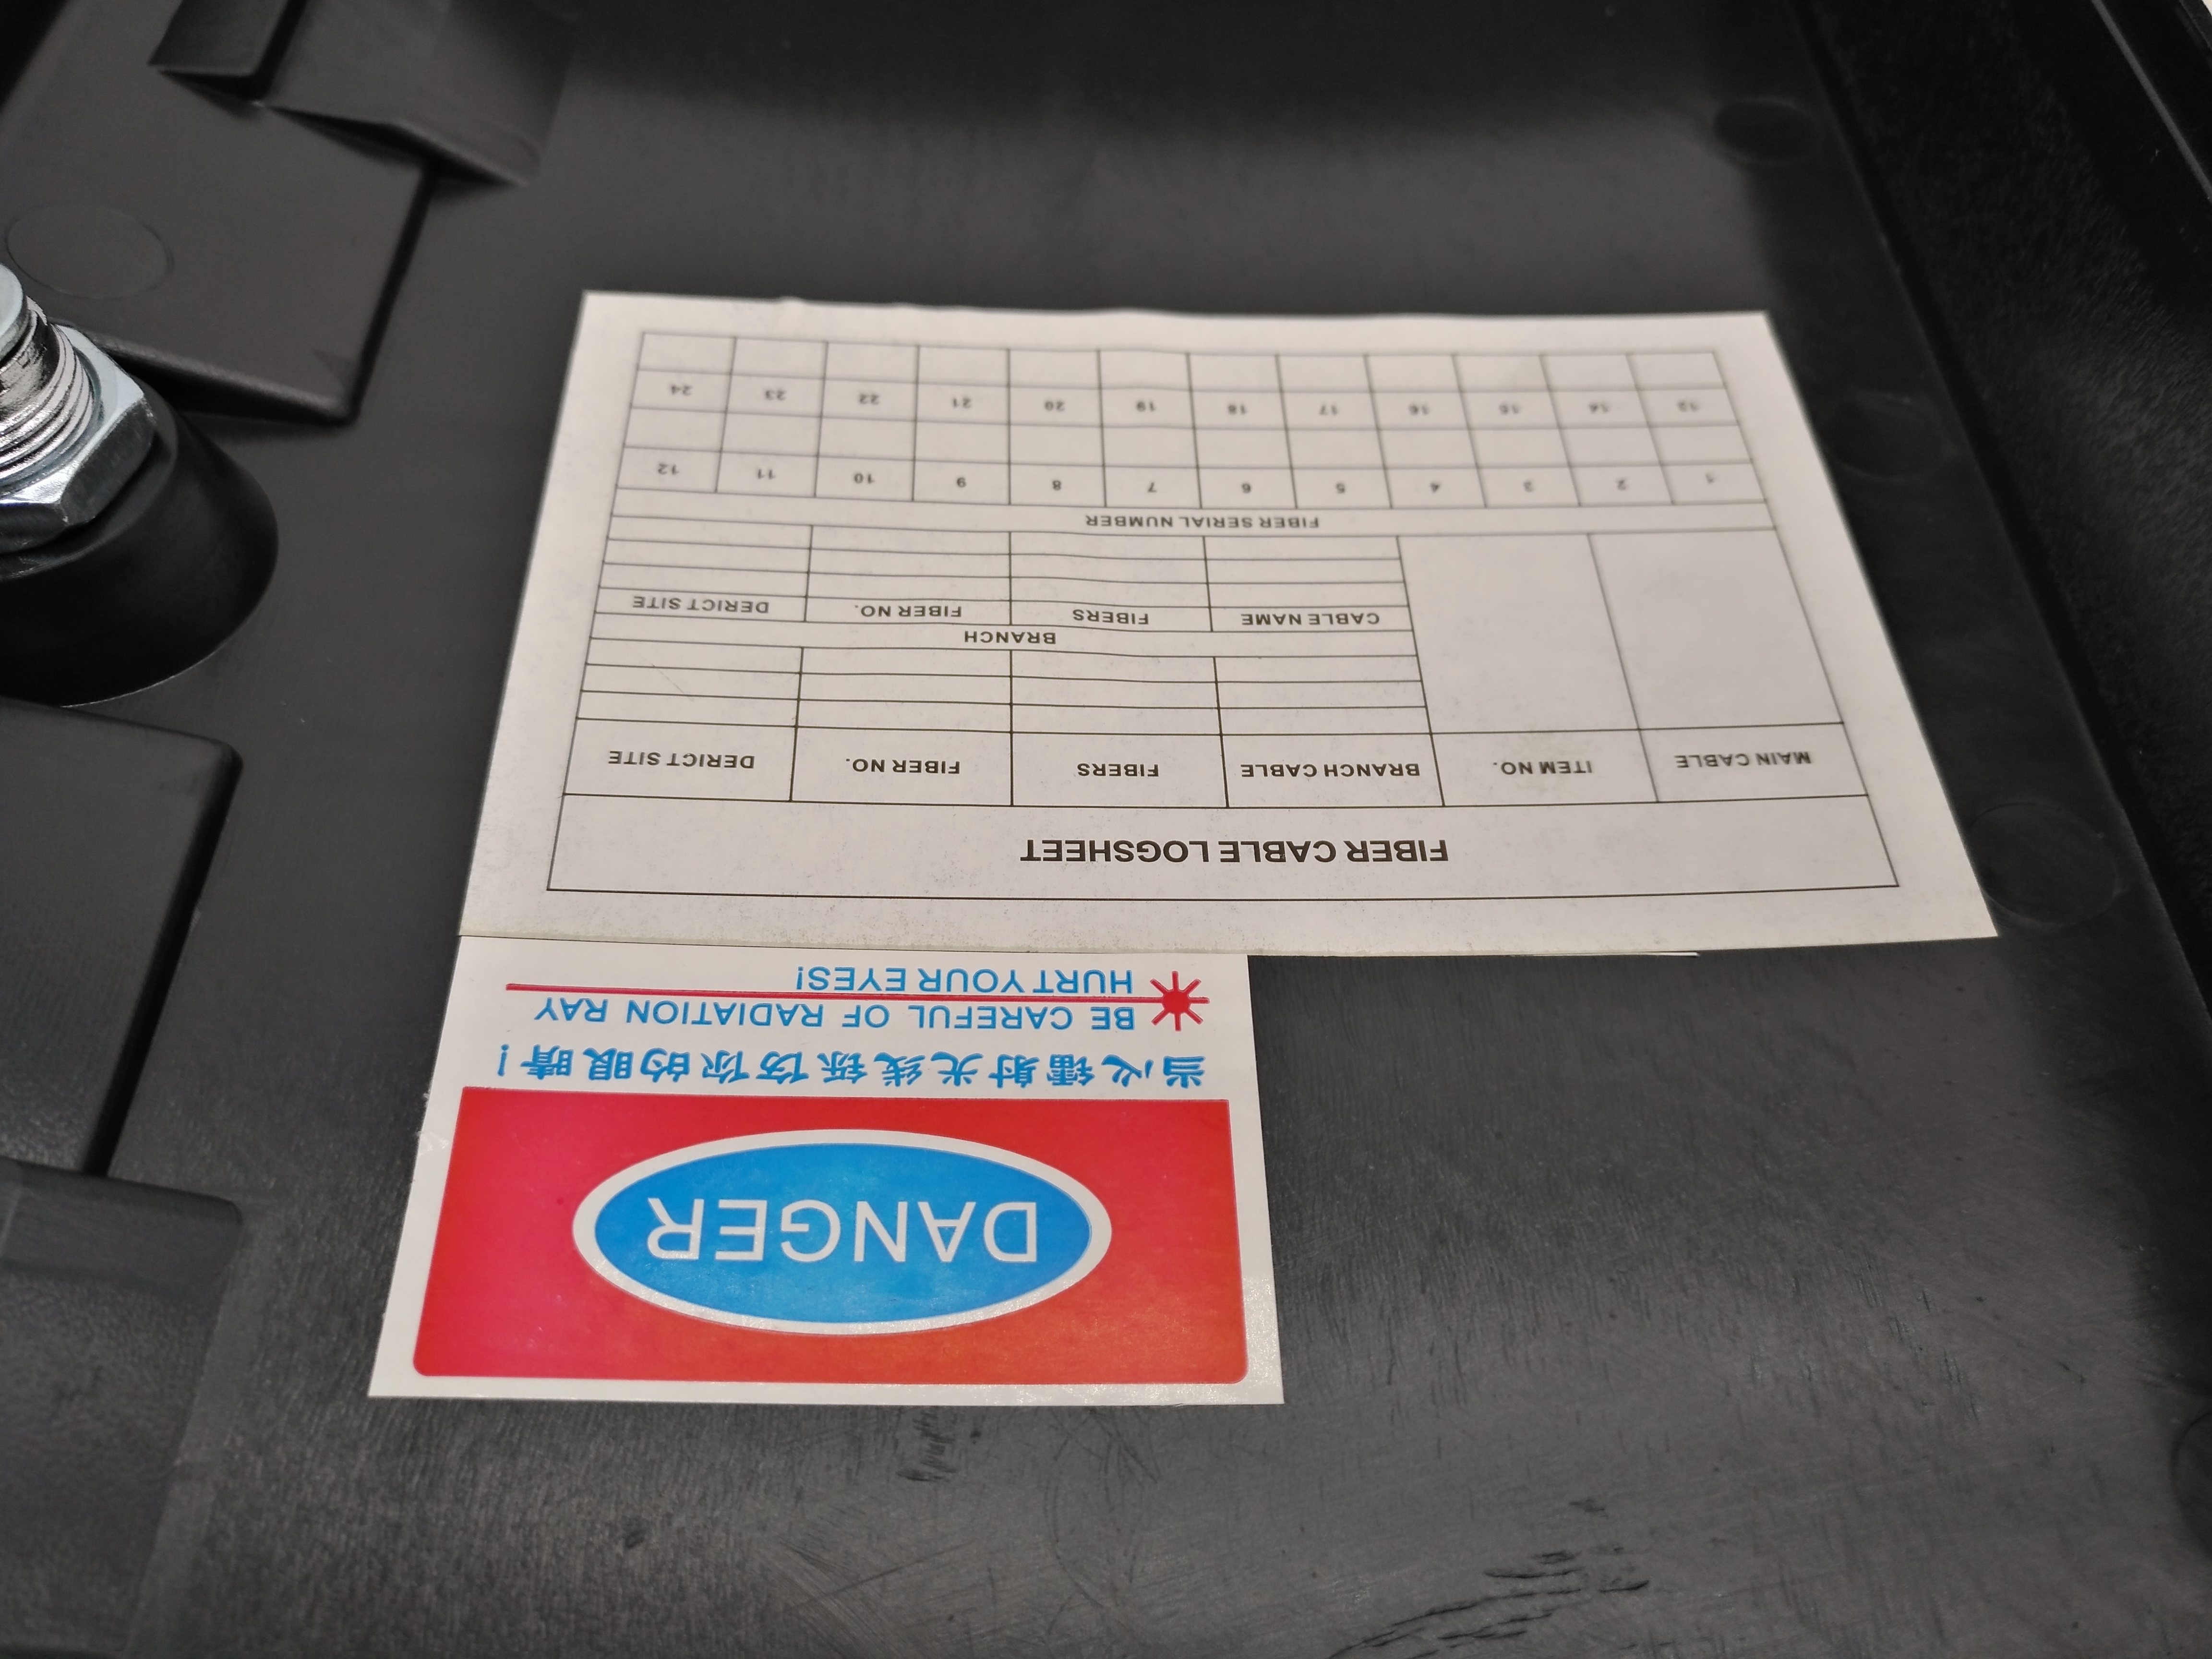 DANGER
当心镭射光线铄伤你的眼睛!
BE CAREFUL OF RADIATION RAY
HURT YOUR EYES!
FIBER CABLE LOGSHEET
MAIN CABLE ITEM NO. BRANCH CABLE FIBERS FIBER NO. DERICT SITE
BRANCH
CABLE NAME FIBERS FIBER NO. DERICT SITE
FIBER SERIAL NUMBER
1 2 3 4 5 6 7 8 9 10 11 12
13 14 15 16 17 18 19 20 21 22 23 24